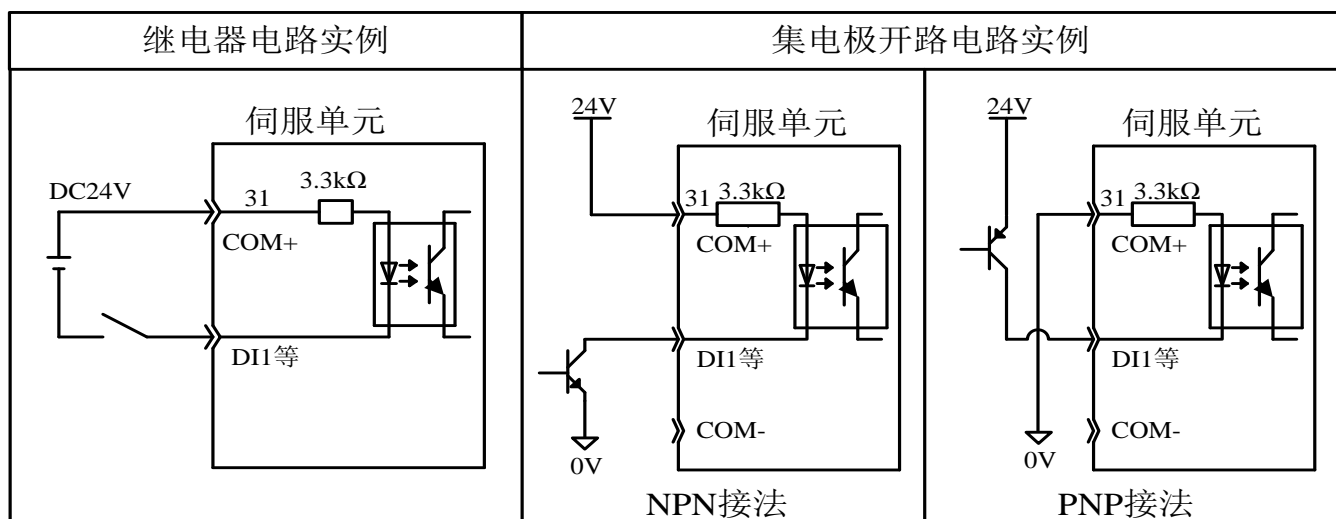 继电器电路实例
集电极开路电路实例
伺服单元
DC24V
31
3.3kΩ
COM+
DI1等
24V
伺服单元
31
3.3kΩ
COM+
DI1等
COM-
0V
NPN接法
24V
伺服单元
31
3.3kΩ
COM+
DI1等
COM-
0V
PNP接法